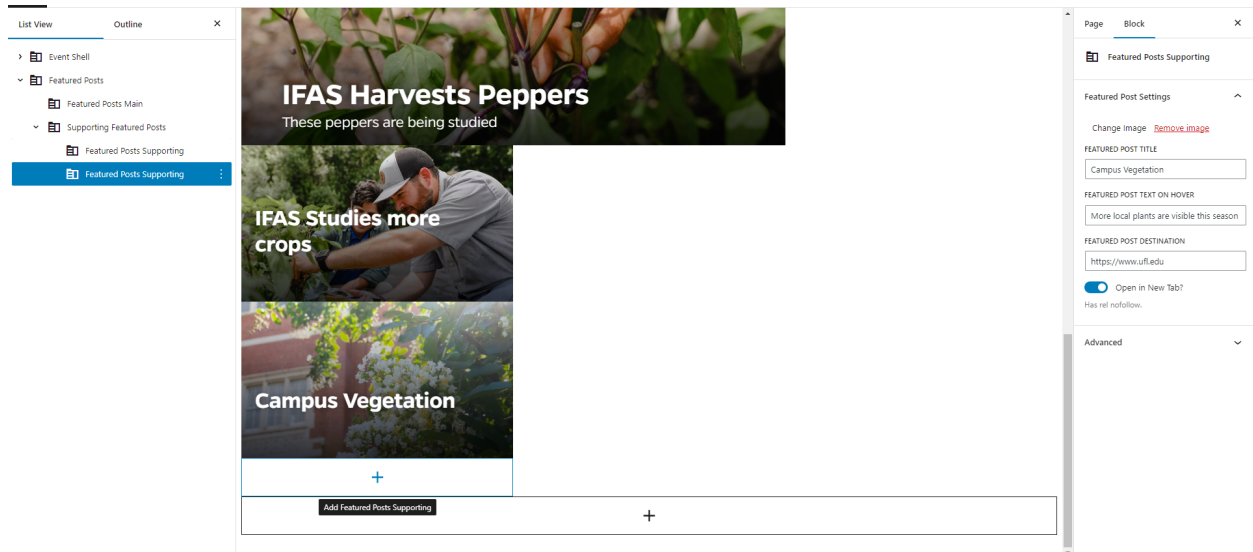 List View
Outline
Event Shell
Featured Posts
Featured Posts Main
Supporting Featured Posts
Featured Posts Supporting
Featured Posts Supporting
IFAS Harvests Peppers
These peppers are being studied
IFAS Studies more
crops
Campus Vegetation
Add Featured Posts Supporting
Page
Block
Featured Posts Supporting
Featured Post Settings
Change Image Remove image
FEATURED POST TITLE
Campus Vegetation
FEATURED POST TEXT ON HOVER
More local plants are visible this season
FEATURED POST DESTINATION
https://www.ufl.edu
Open in New Tab?
Has rel nofollow.
Advanced